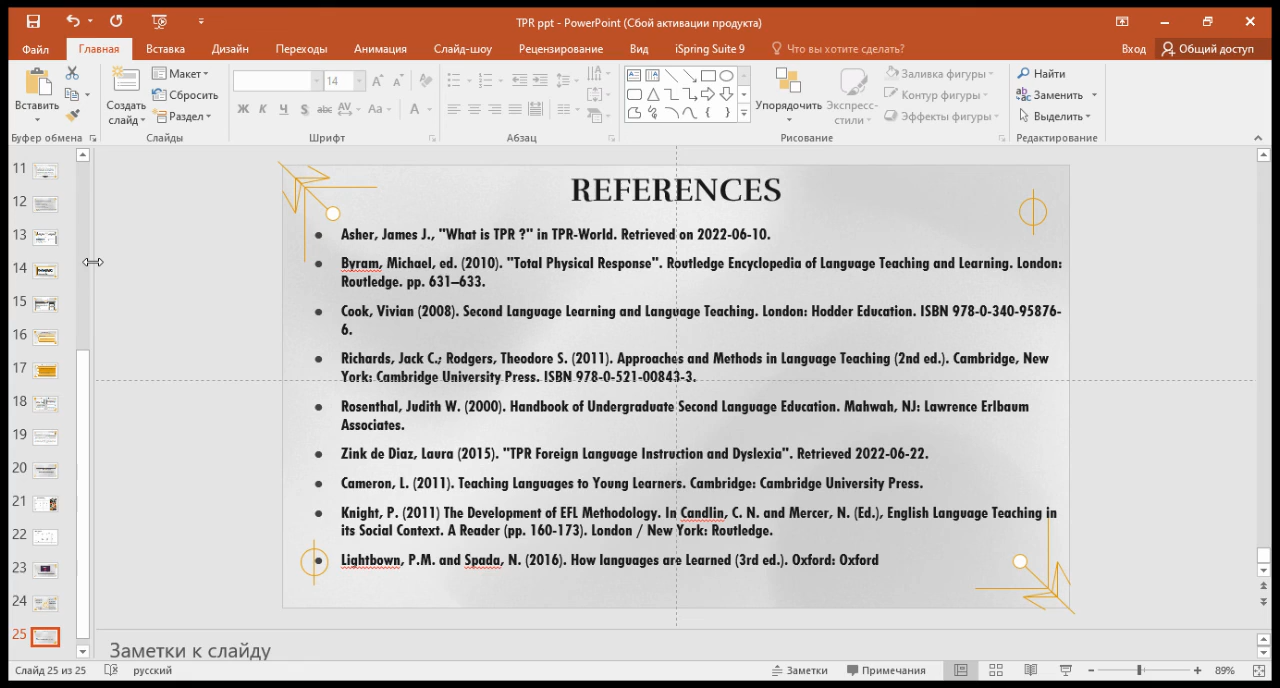 TPR ppt - PowerPoint (Сбой активации продукта)
Файл Главная Вставка Дизайн Переходы Анимация Слайд-шоу Рецензирование Вид iSpring Suite 9 Что вы хотите сделать? Вход Общий доступ
Вставить
Создать слайд
Макет
Сбросить
Раздел
14
Ж К Ч S abc AV Aa A
Упорядочить
Экспресс-стили
Заливка фигуры
Контур фигуры
Эффекты фигуры
Найти
Заменить
Выделить
Буфер обмена Слайды Шрифт Абзац Рисование Редактирование
11
12
13
14
15
16
17
18
19
20
21
22
23
24
25
REFERENCES
Asher, James J., "What is TPR ?" in TPR-World. Retrieved on 2022-06-10.
Byram, Michael, ed. (2010). "Total Physical Response". Routledge Encyclopedia of Language Teaching and Learning. London:
Routledge. pp. 631–633.
Cook, Vivian (2008). Second Language Learning and Language Teaching. London: Hodder Education. ISBN 978-0-340-95876-
6.
Richards, Jack C.; Rodgers, Theodore S. (2011). Approaches and Methods in Language Teaching (2nd ed.). Cambridge, New
York: Cambridge University Press. ISBN 978-0-521-00843-3.
Rosenthal, Judith W. (2000). Handbook of Undergraduate Second Language Education. Mahwah, NJ: Lawrence Erlbaum
Associates.
Zink de Diaz, Laura (2015). "TPR Foreign Language Instruction and Dyslexia". Retrieved 2022-06-22.
Cameron, L. (2011). Teaching Languages to Young Learners. Cambridge: Cambridge University Press.
Knight, P. (2011) The Development of EFL Methodology. In Candlin, C. N. and Mercer, N. (Ed.), English Language Teaching in
its Social Context. A Reader (pp. 160-173). London / New York: Routledge.
Lightbown, P.M. and Spada, N. (2016). How languages are Learned (3rd ed.). Oxford: Oxford
Заметки к слайду
Слайд 25 из 25 русский Заметки Примечания 89%